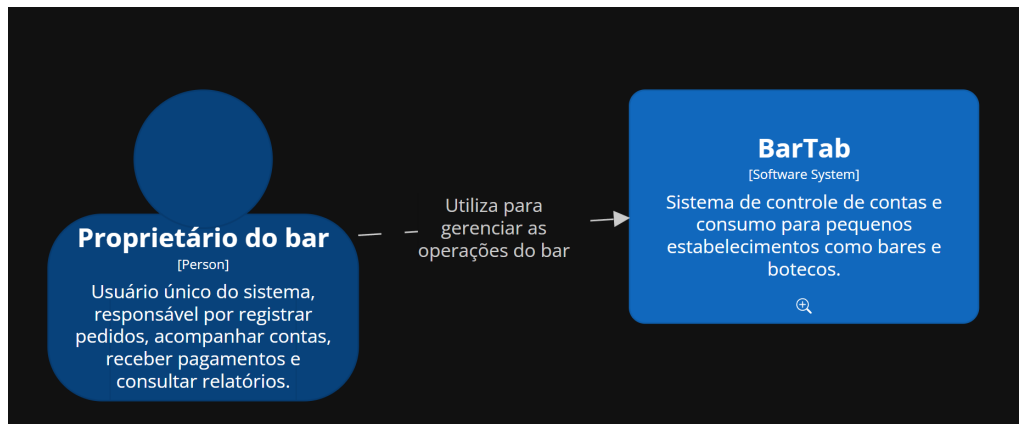 Proprietário do bar
[Person]
Usuário único do sistema,
responsável por registrar
pedidos, acompanhar contas,
receber pagamentos e
consultar relatórios.
Utiliza para
gerenciar as
operações do bar
BarTab
[Software System]
Sistema de controle de contas e
consumo para pequenos
estabelecimentos como bares e
botecos.